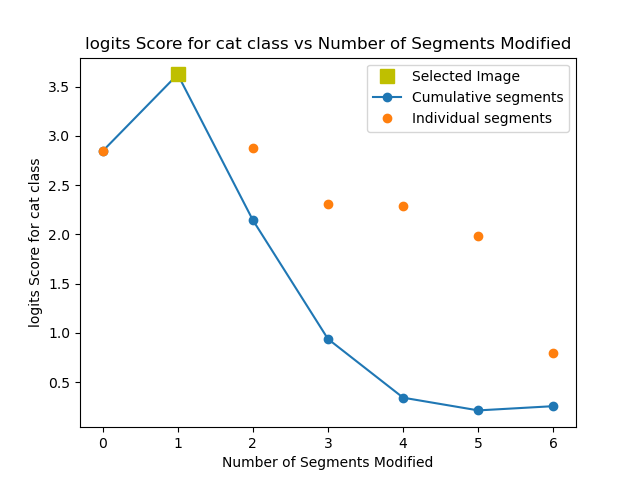 logits Score for cat class vs Number of Segments Modified
Selected Image
Cumulative segments
Individual segments
3.5
3.0
2.5
2.0
1.5
1.0
0.5
logits Score for cat class
0 1 2 3 4 5 6
Number of Segments Modified